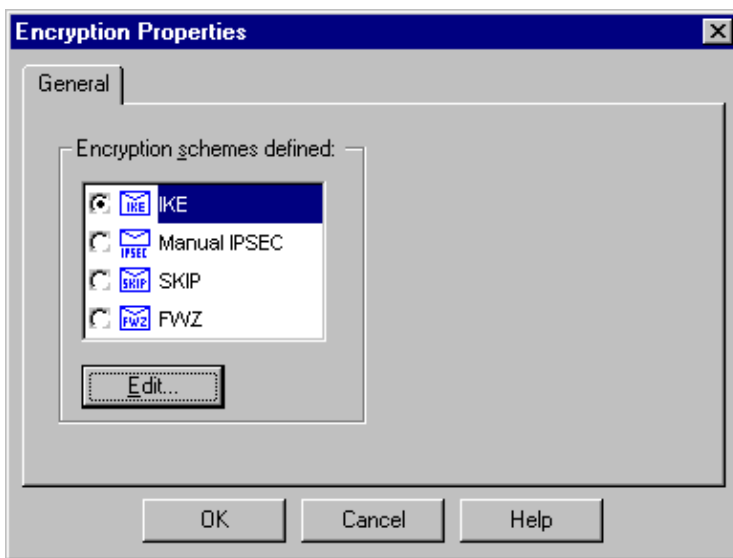 Encryption Properties
General
Encryption schemes defined:
IKE IKE
IPSEC Manual IPSEC
SKIP SKIP
FWZ FWZ
Edit...
OK Cancel Help